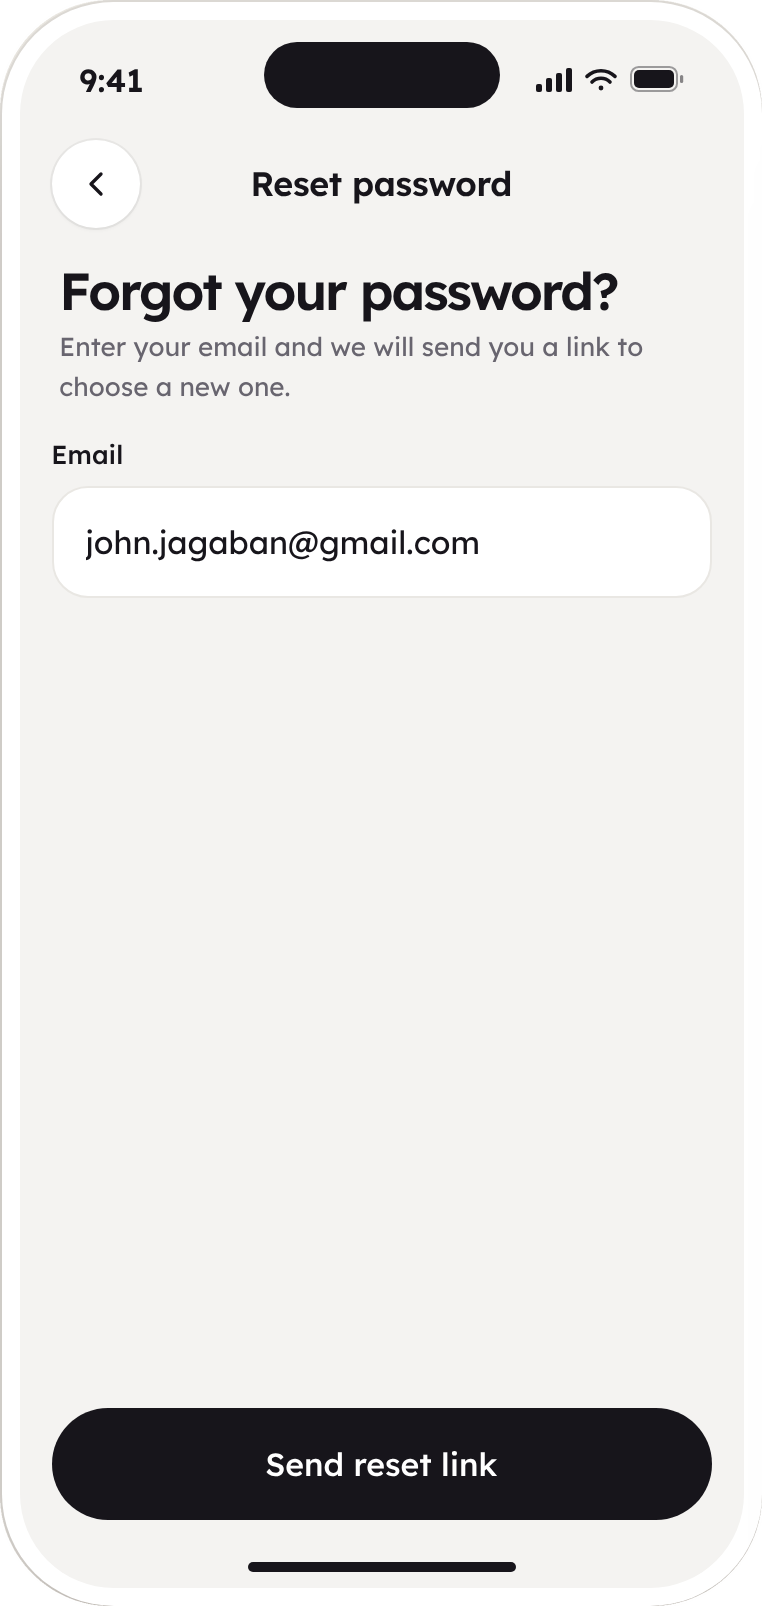 9:41
Reset password
Forgot your password?
Enter your email and we will send you a link to
choose a new one.
Email
john.jagaban@gmail.com
Send reset link